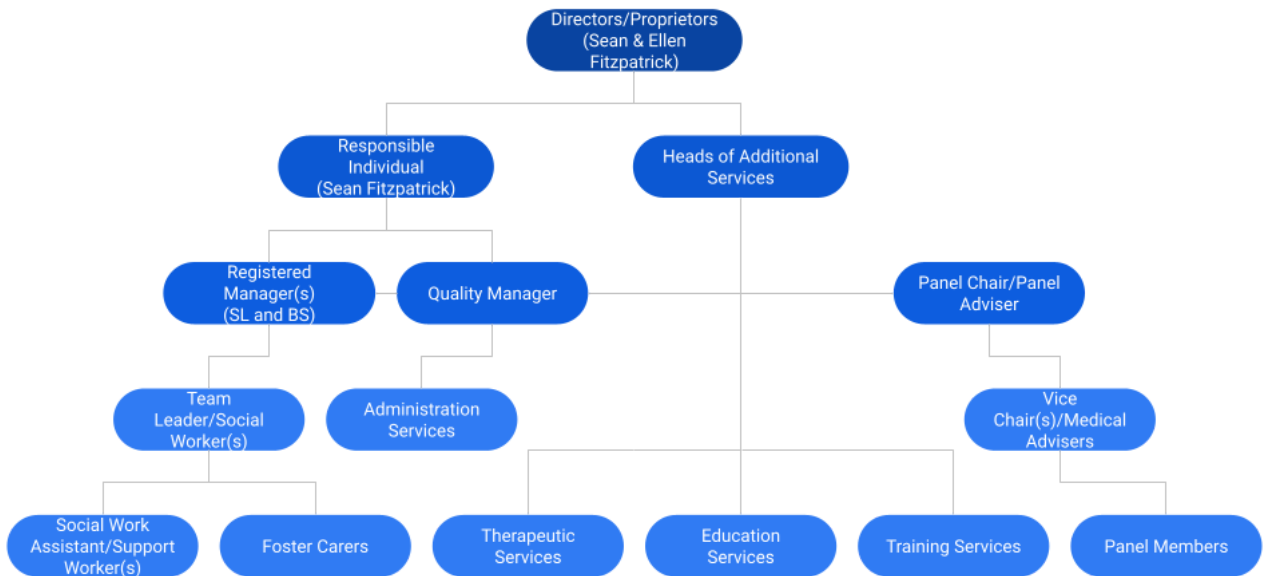 Directors/Proprietors
(Sean & Ellen
Fitzpatrick)
Responsible
Individual
(Sean Fitzpatrick)
Heads of Additional
Services
Registered
Manager(s)
(SL and BS)
Quality Manager
Panel Chair/Panel
Adviser
Team
Leader/Social
Worker(s)
Administration
Services
Vice
Chair(s)/Medical
Advisers
Social Work
Assistant/Support
Worker(s)
Foster Carers
Therapeutic
Services
Education
Services
Training Services
Panel Members